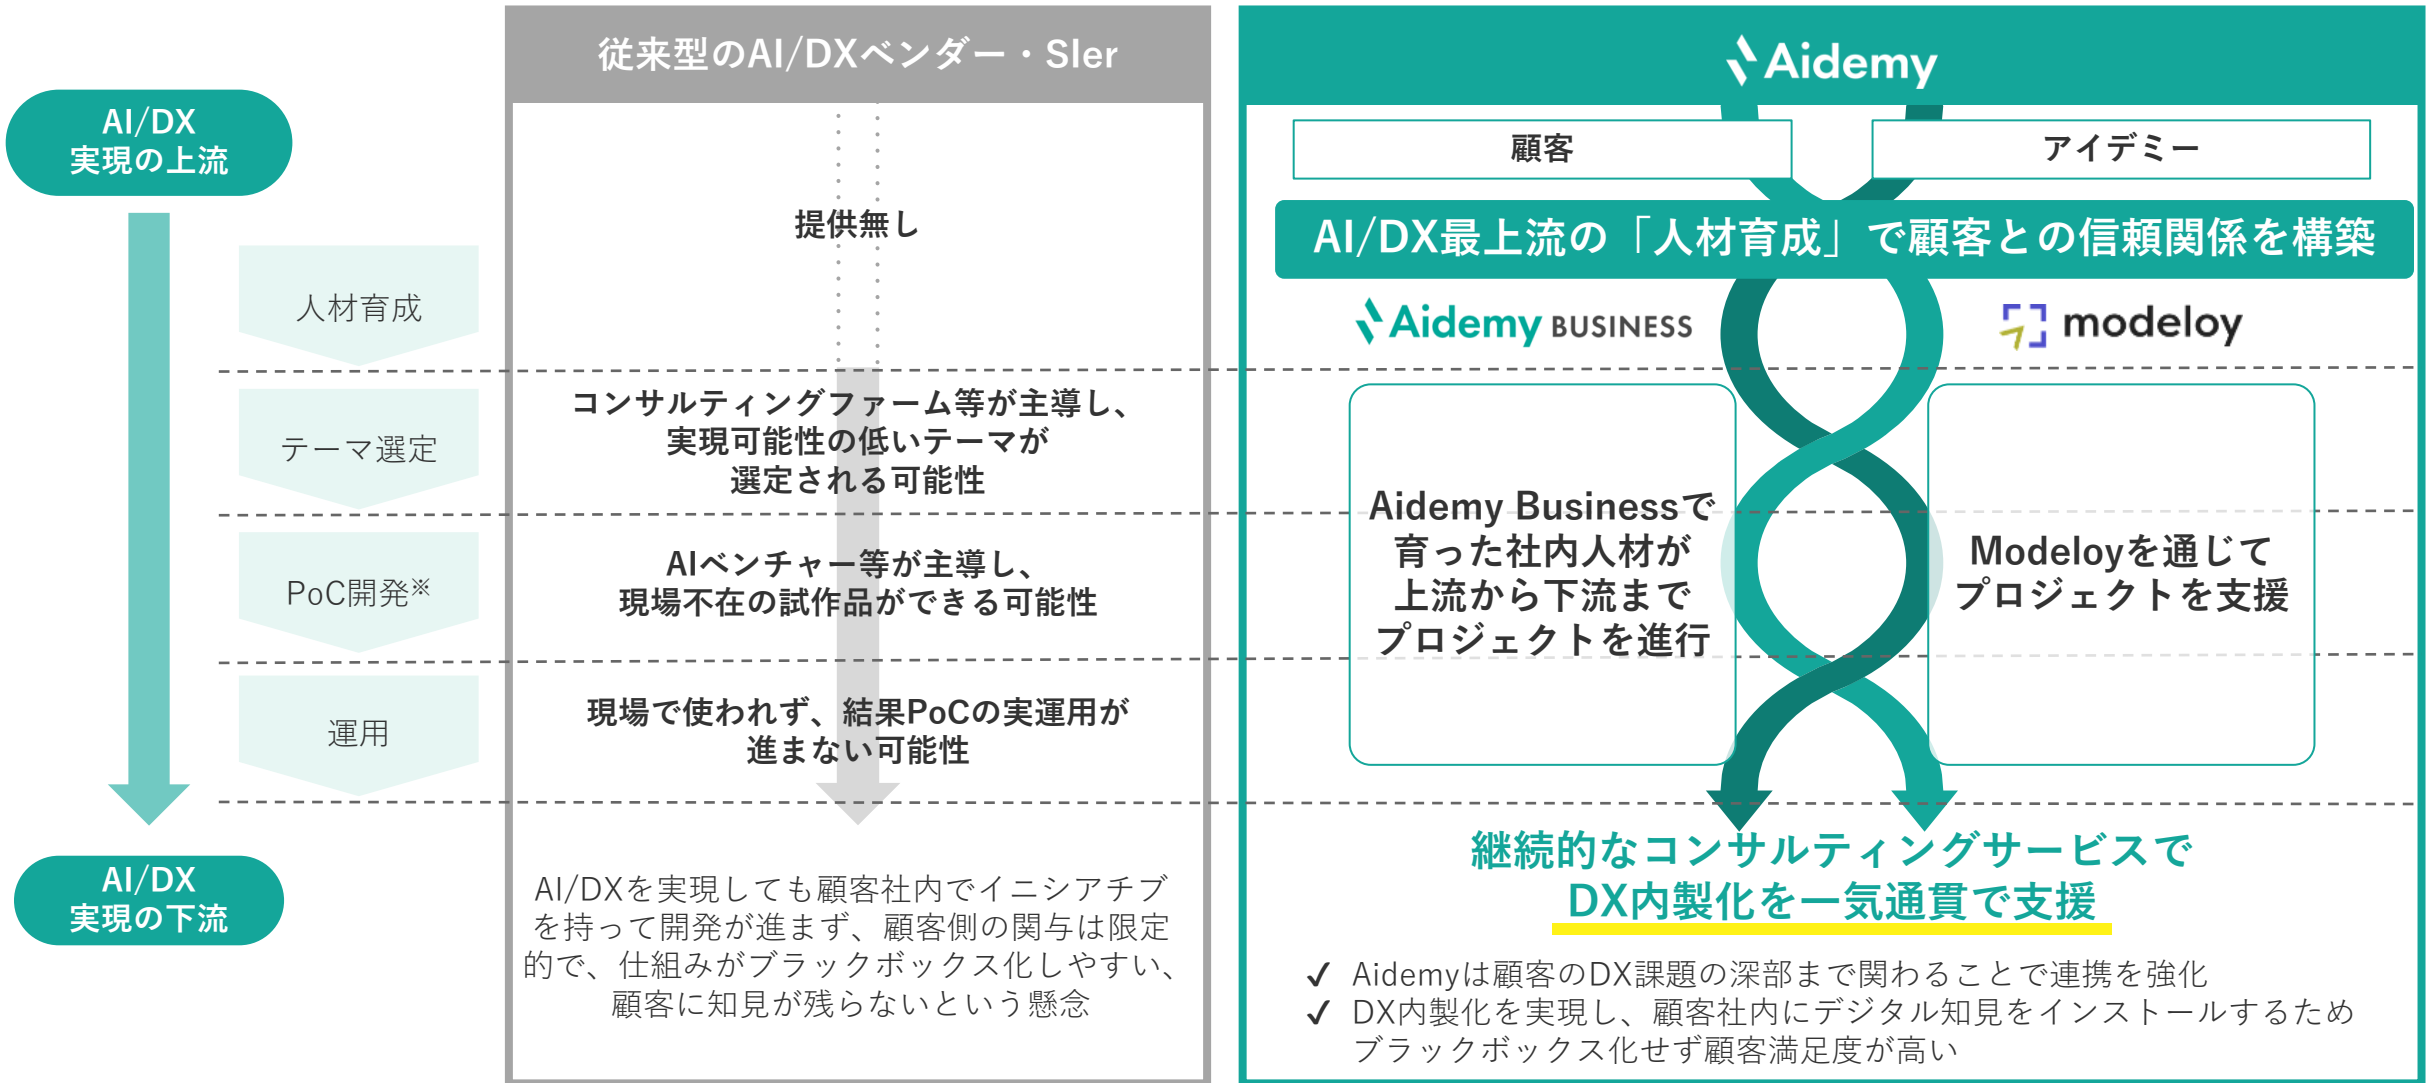 従来型のAI/DXベンダー・SIer
Aidemy
AI/DX
実現の上流
顧客
アイデミー
提供無し
AI/DX最上流の「人材育成」で顧客との信頼関係を構築
人材育成
Aidemy BUSINESS
modeloy
テーマ選定
コンサルティングファーム等が主導し、
実現可能性の低いテーマが
選定される可能性
PoC開発※
AIベンチャー等が主導し、
現場不在の試作品ができる可能性
Aidemy Businessで
育った社内人材が
上流から下流まで
プロジェクトを進行
Modeloyを通じて
プロジェクトを支援
運用
現場で使われず、結果PoCの実運用が
進まない可能性
AI/DX
実現の下流
AI/DXを実現しても顧客社内でイニシアチブ
を持って開発が進まず、顧客側の関与は限定
的で、仕組みがブラックボックス化しやすい、
顧客に知見が残らないという懸念
継続的なコンサルティングサービスで
DX内製化を一気通貫で支援
✓ Aidemyは顧客のDX課題の深部まで関わることで連携を強化
✓ DX内製化を実現し、顧客社内にデジタル知見をインストールするため
ブラックボックス化せず顧客満足度が高い